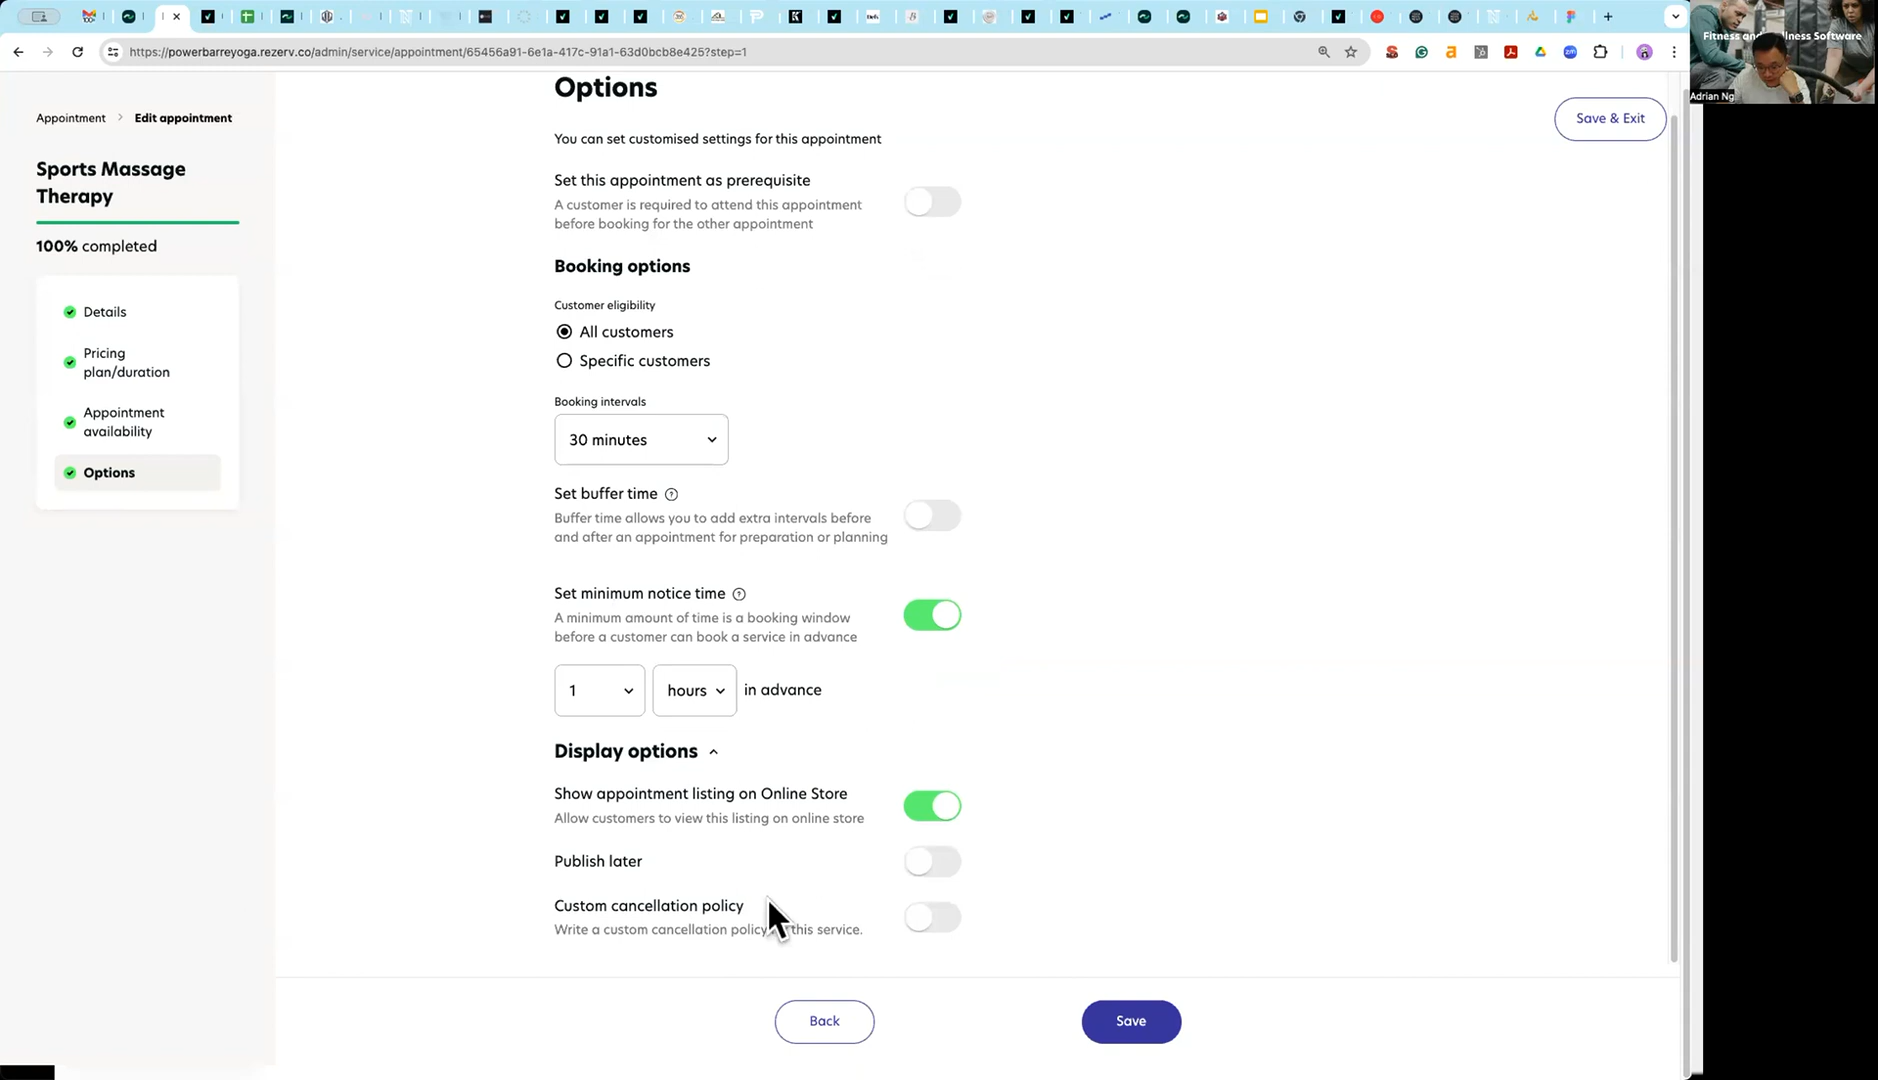 https://powerbarreyoga.rezerv.co/admin/service/appointment/65456a91-6e1a-417c-91a1-63d0bcb8e425?step=1
Adrian Ng
Appointment > Edit appointment
Sports Massage
Therapy
100% completed
Details
Pricing
plan/duration
Appointment
availability
Options
Options
Save & Exit
You can set customised settings for this appointment
Set this appointment as prerequisite
A customer is required to attend this appointment
before booking for the other appointment
Booking options
Customer eligibility
All customers
Specific customers
Booking intervals
30 minutes
Set buffer time
Buffer time allows you to add extra intervals before
and after an appointment for preparation or planning
Set minimum notice time
A minimum amount of time is a booking window
before a customer can book a service in advance
1 hours in advance
Display options
Show appointment listing on Online Store
Allow customers to view this listing on online store
Publish later
Custom cancellation policy
Write a custom cancellation policy this service.
Back Save